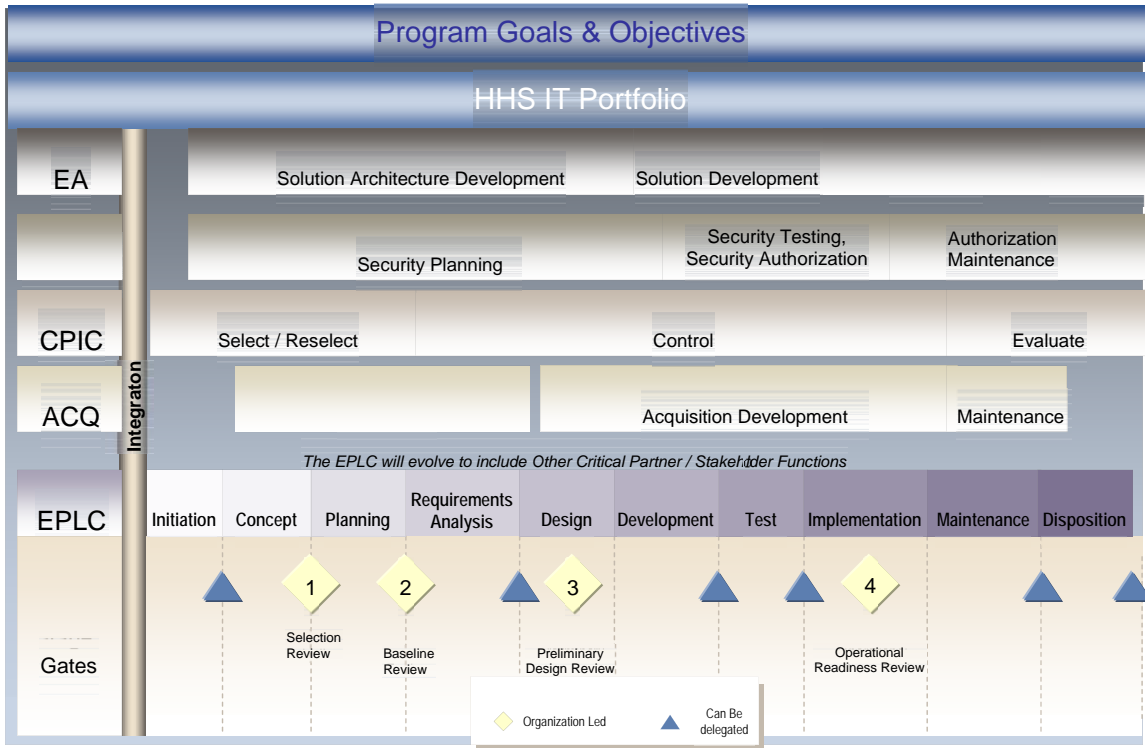 Program Goals & Objectives
HHS IT Portfolio
EA
Solution Architecture Development
Solution Development
Security Planning
Security Testing,
Security Authorization
Authorization
Maintenance
CPIC
Select / Reselect
Control
Evaluate
ACQ
Acquisition Development
Maintenance
Integraton
The EPLC will evolve to include Other Critical Partner / Stakeholder Functions
EPLC
Initiation
Concept
Planning
Requirements
Analysis
Design
Development
Test
Implementation
Maintenance
Disposition
Gates
1
2
3
4
Selection
Review
Baseline
Review
Preliminary
Design Review
Operational
Readiness Review
Organization Led
Can Be
delegated